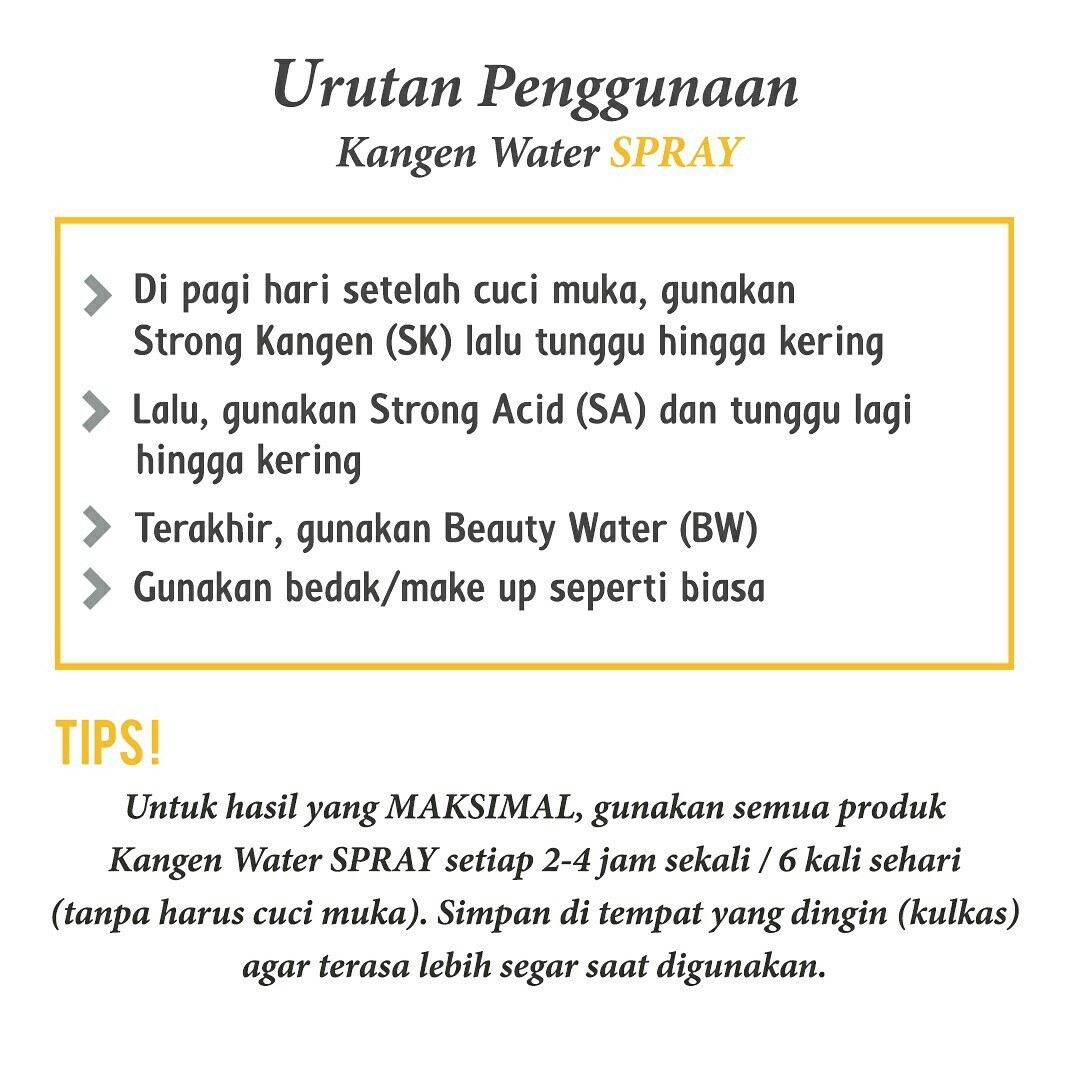 Urutan Penggunaan
Kangen Water SPRAY
Di pagi hari setelah cuci muka, gunakan
Strong Kangen (SK) lalu tunggu hingga kering
Lalu, gunakan Strong Acid (SA) dan tunggu lagi
hingga kering
Terakhir, gunakan Beauty Water (BW)
Gunakan bedak/make up seperti biasa
TIPS!
Untuk hasil yang MAKSIMAL, gunakan semua produk
Kangen Water SPRAY setiap 2-4 jam sekali / 6 kali sehari
(tanpa harus cuci muka). Simpan di tempat yang dingin (kulkas)
agar terasa lebih segar saat digunakan.